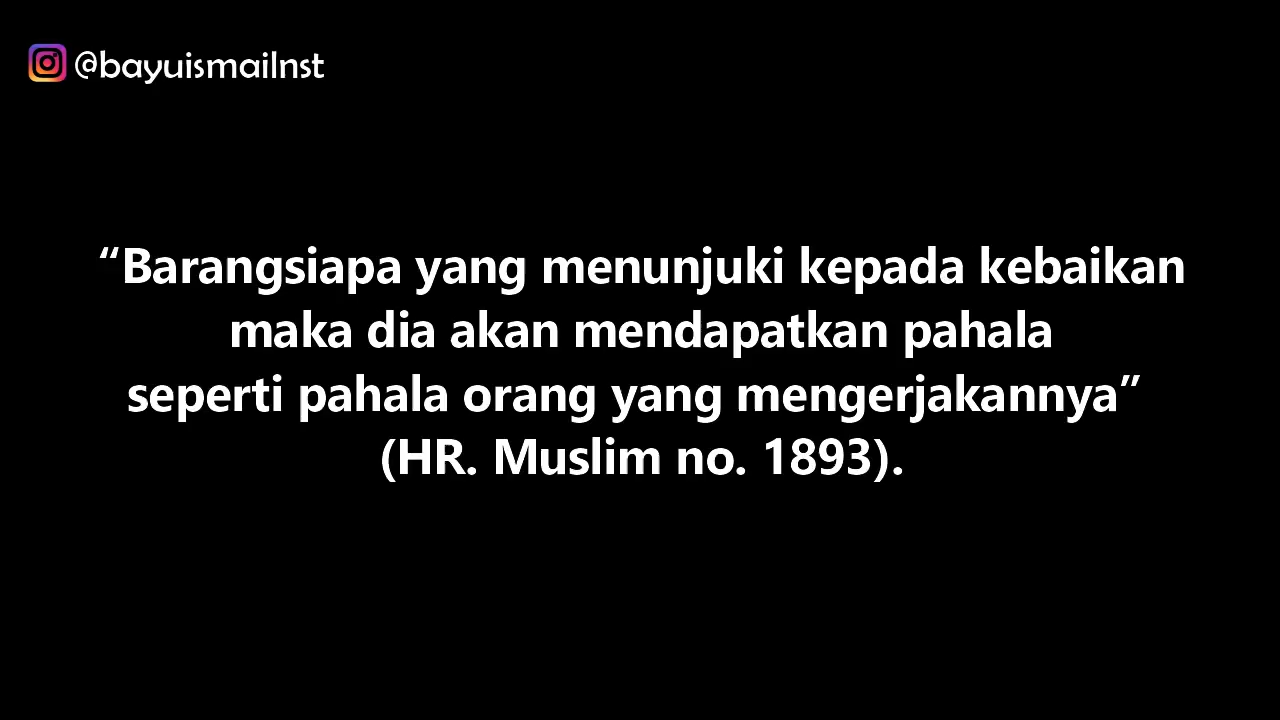 @bayuismailnst
“Barangsiapa yang menunjuki kepada kebaikan
maka dia akan mendapatkan pahala
seperti pahala orang yang mengerjakannya”
(HR. Muslim no. 1893).